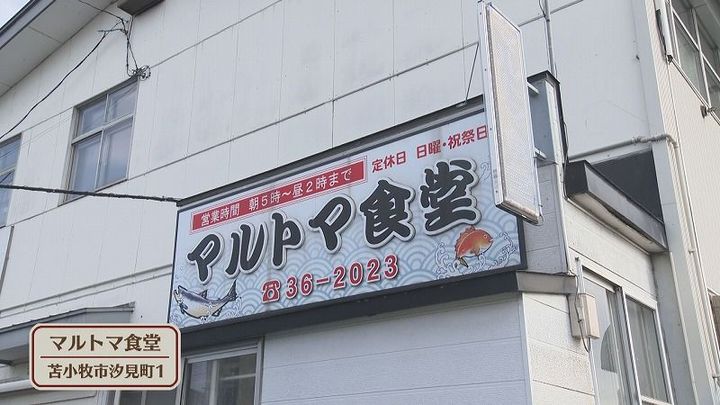 営業時間 朝5時～昼2時まで
定休日 日曜・祝祭日
マルトマ食堂
☎36-2023
マルトマ食堂
苫小牧市汐見町1